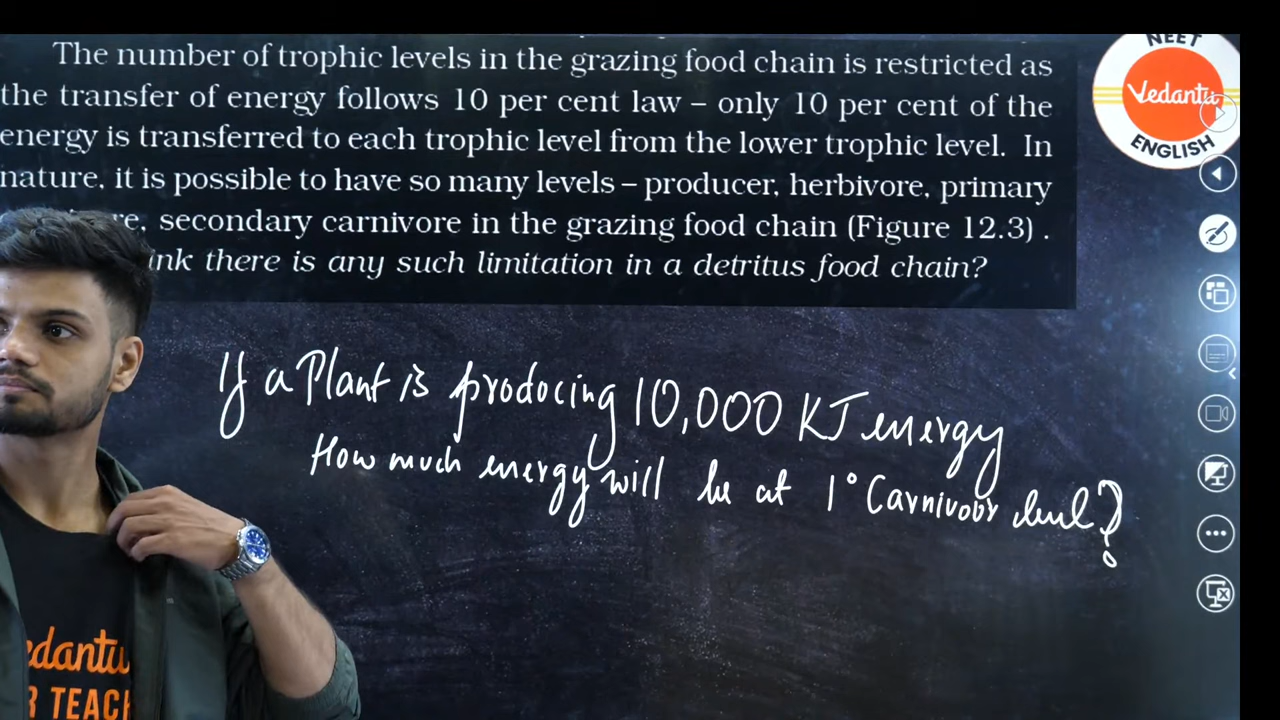 The number of trophic levels in the grazing food chain is restricted as
the transfer of energy follows 10 per cent law – only 10 per cent of the
energy is transferred to each trophic level from the lower trophic level. In
nature, it is possible to have so many levels – producer, herbivore, primary
re, secondary carnivore in the grazing food chain (Figure 12.3) .
ink there is any such limitation in a detritus food chain?
NEET
Vedantu
ENGLISH
If a Plant is producing 10,000 KJ energy
How much energy will be at 1° Carnivoor level?
edantu
R TEACH